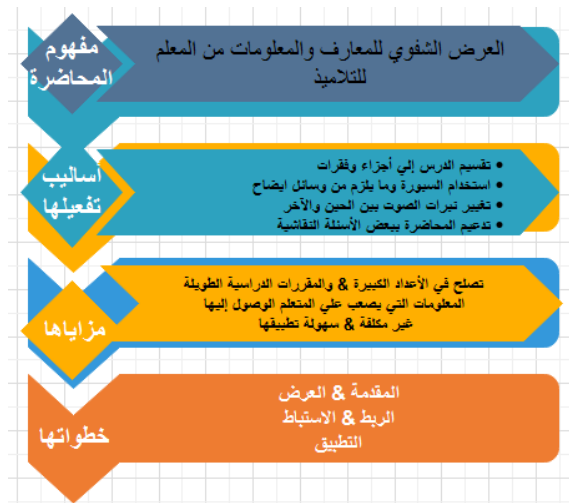 مفهوم
المحاضرة
العرض الشفوي للمعارف والمعلومات من المعلم
للتلاميذ
أساليب
تفعيلها
• تقسيم الدرس إلي أجزاء وفقرات
• استخدام السبورة وما يلزم من وسائل ايضاح
• تغيير نبرات الصوت بين الحين والآخر
• تدعيم المحاضرة ببعض الأسئلة النقاشية
مزاياها
تصلح في الأعداد الكبيرة & والمقررات الدراسية الطويلة
المعلومات التي يصعب علي المتعلم الوصول إليها
غير مكلفة & سهولة تطبيقها
خطواتها
المقدمة & العرض
الربط & الاستباط
التطبيق